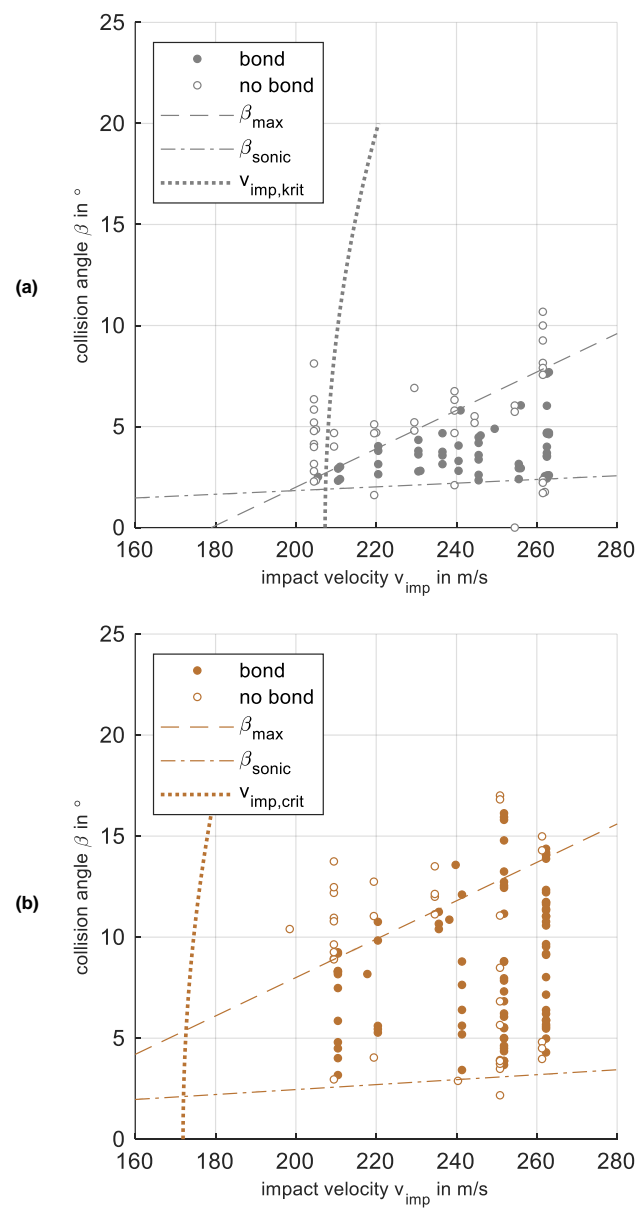 25
20
15
10
5
0
160 180 200 220 240 260 280
collision angle β in °
impact velocity v_imp in m/s
bond
no bond
β_max
β_sonic
v_imp,krit
(a)
25
20
15
10
5
0
160 180 200 220 240 260 280
collision angle β in °
impact velocity v_imp in m/s
bond
no bond
β_max
β_sonic
v_imp,crit
(b)